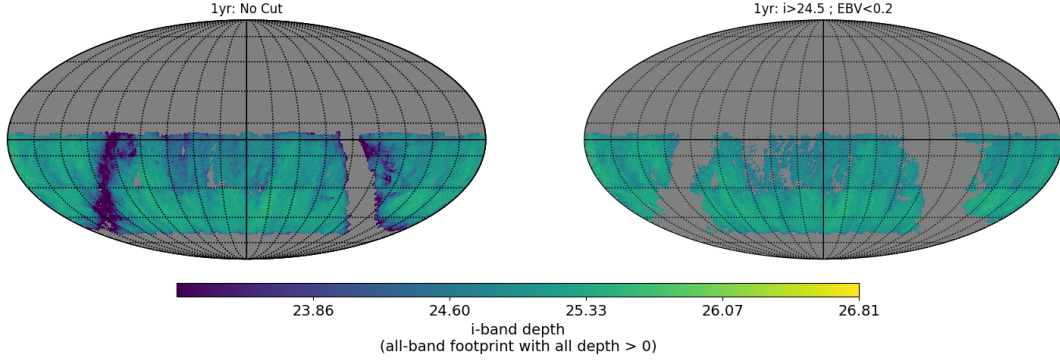 1yr: No Cut
1yr: i>24.5 ; EBV<0.2
23.86 24.60 25.33 26.07 26.81
i-band depth
(all-band footprint with all depth > 0)